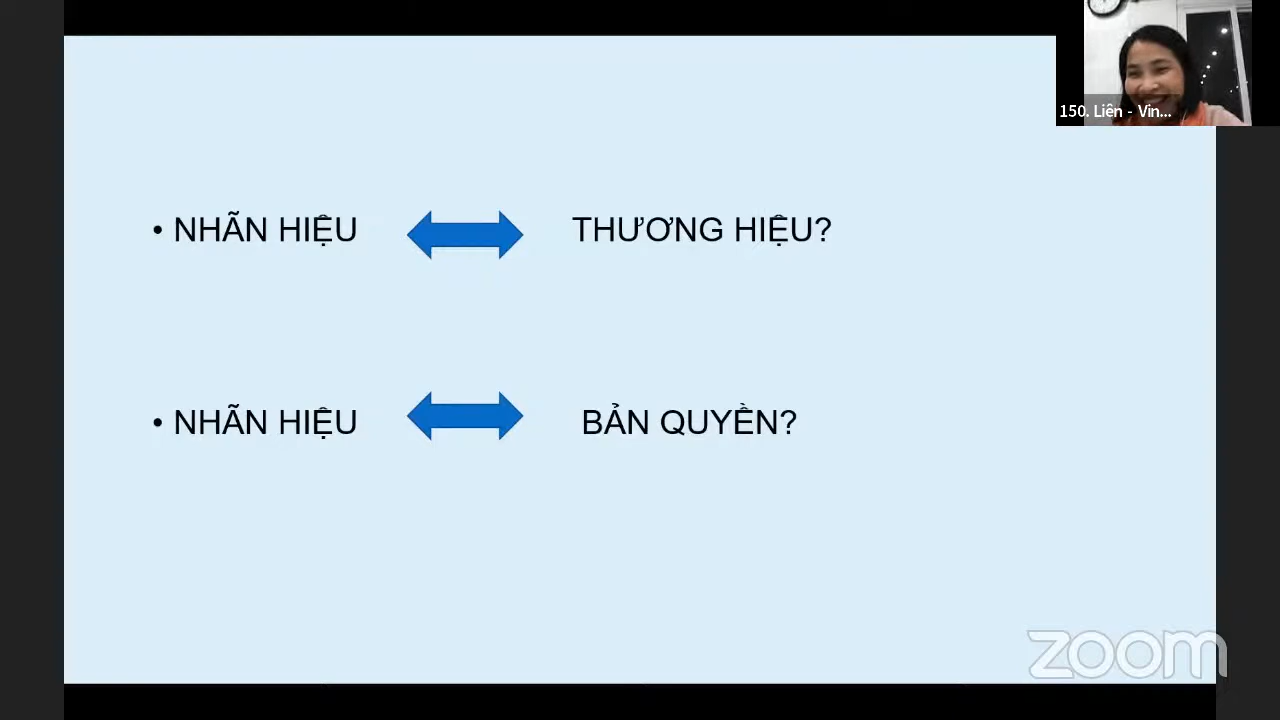 150. Liên - Vin...
• NHÃN HIỆU THƯƠNG HIỆU?
• NHÃN HIỆU BẢN QUYỀN?
zoom